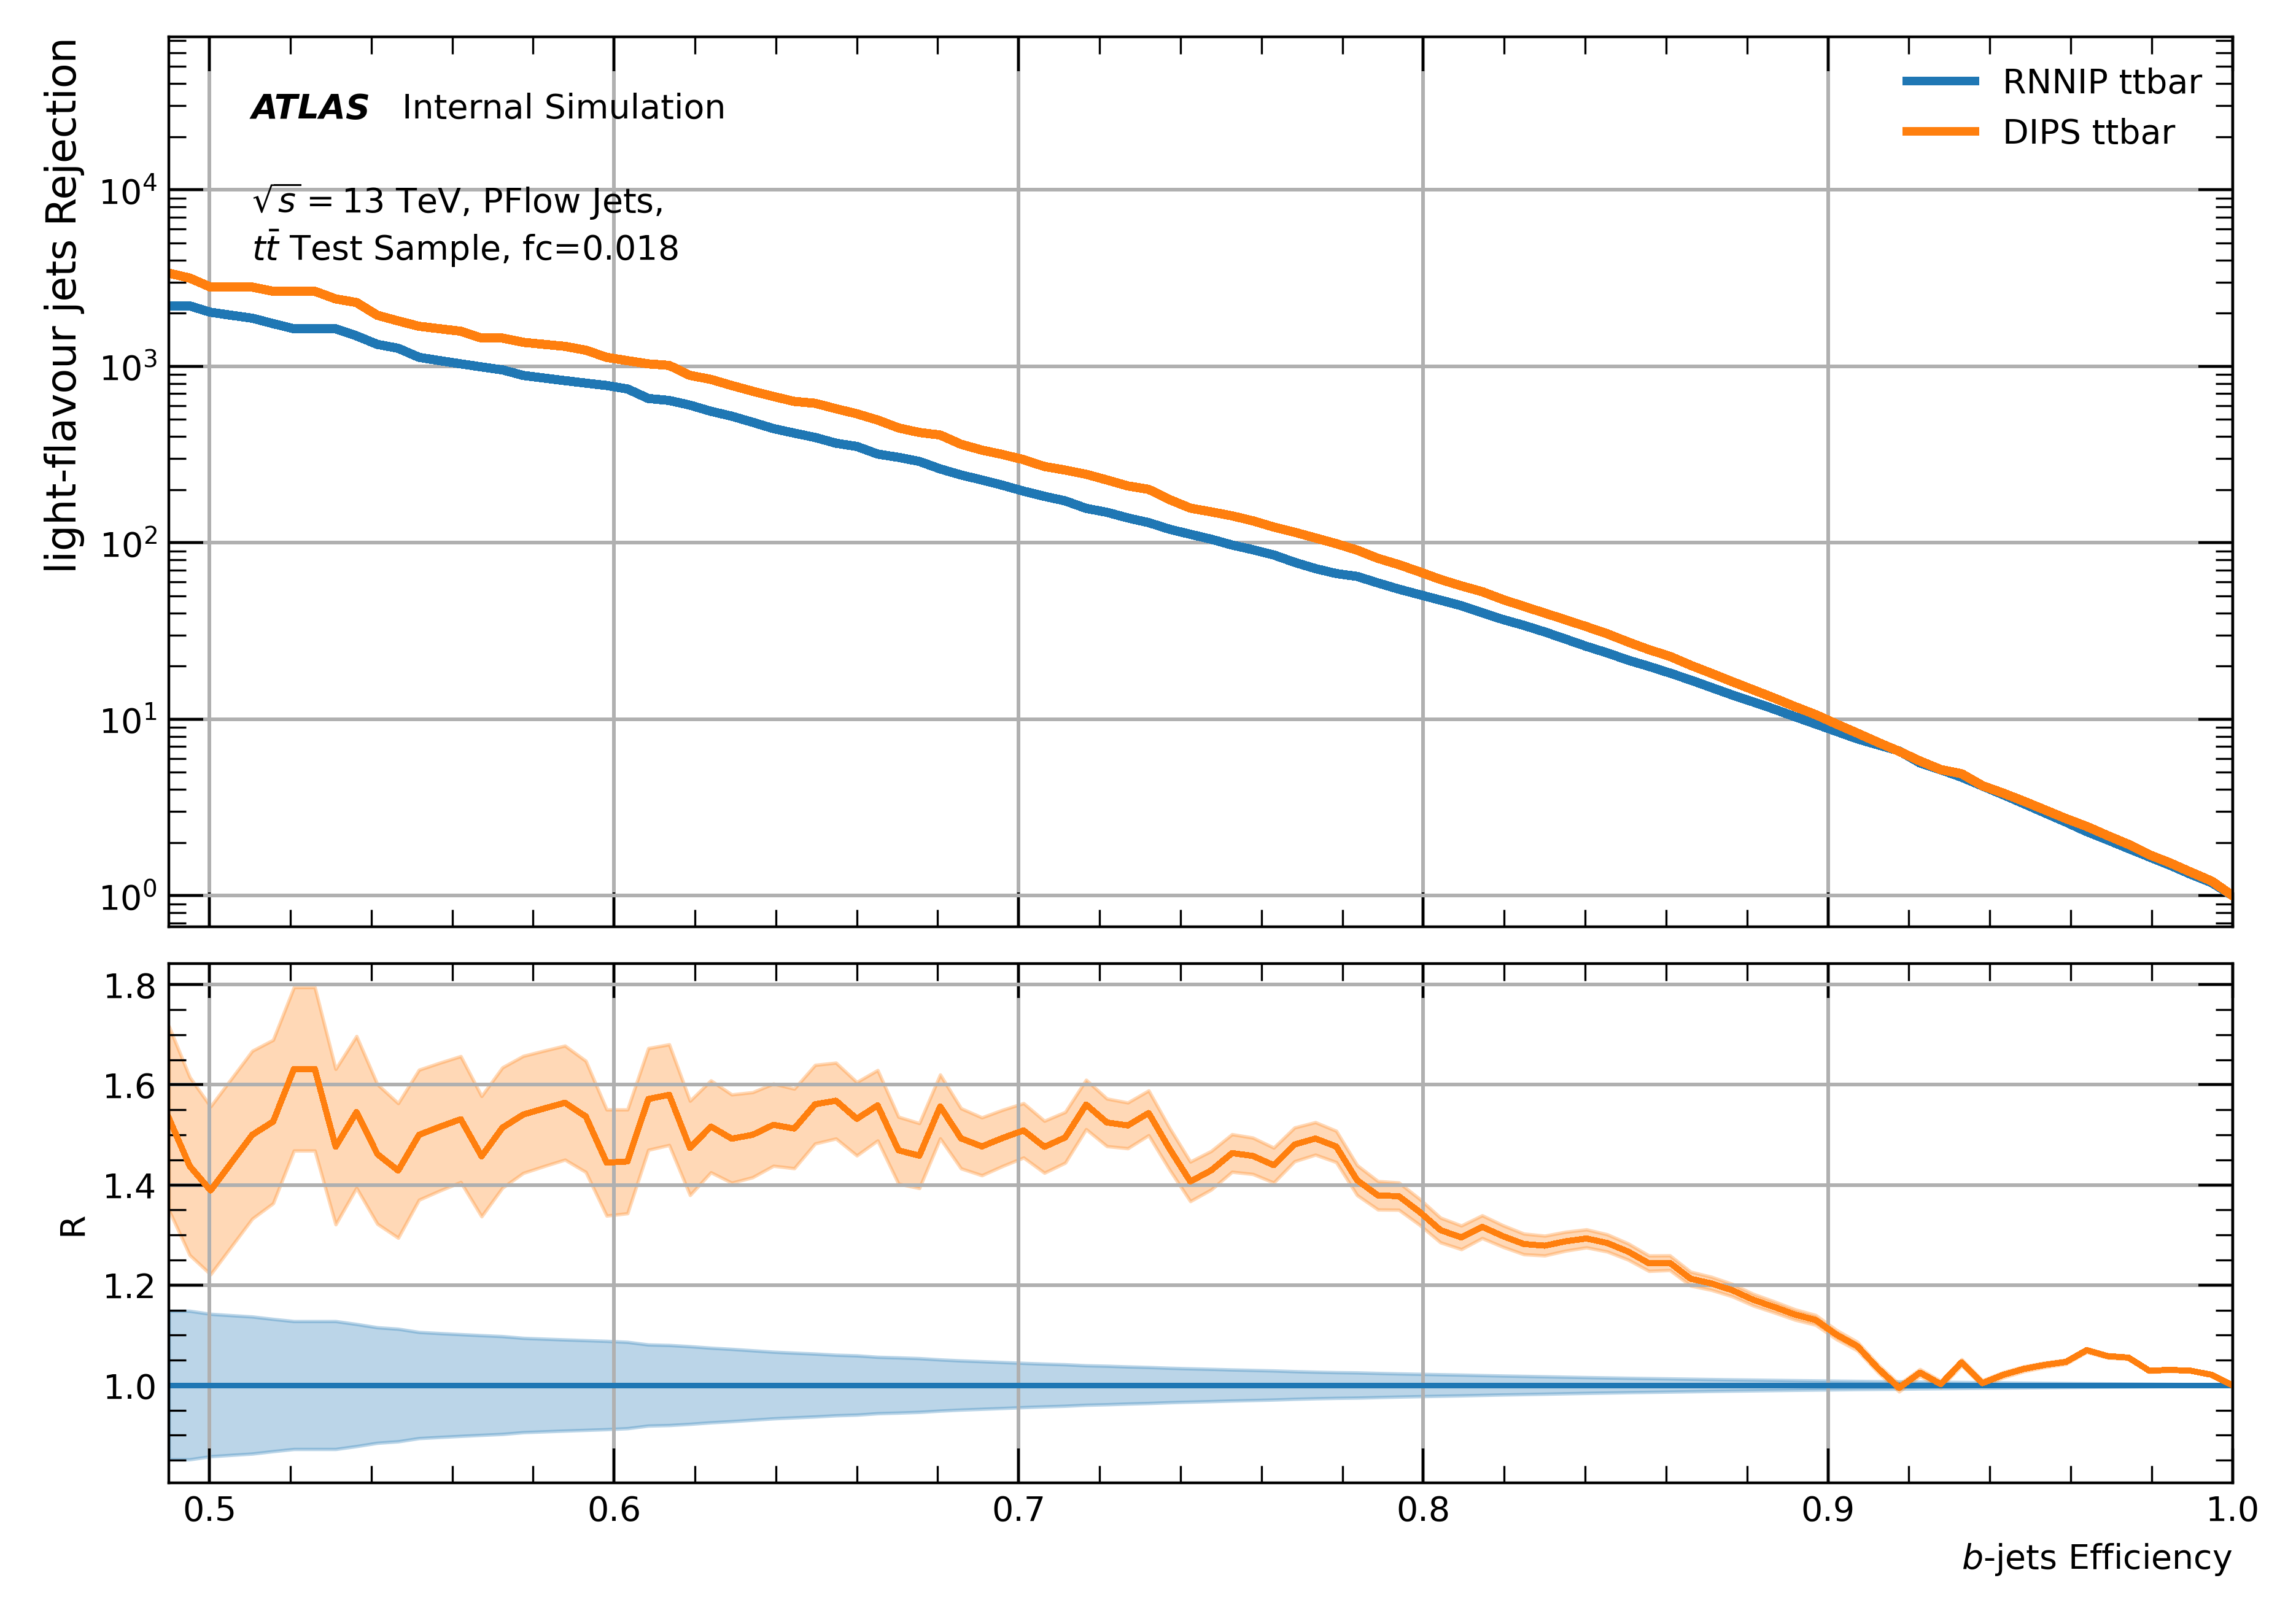 light-flavour jets Rejection
ATLAS Internal Simulation
√s = 13 TeV, PFlow Jets,
tt̄ Test Sample, fc=0.018
RNNIP ttbar
DIPS ttbar
10⁴
10³
10²
10¹
10⁰
R
1.8
1.6
1.4
1.2
1.0
0.5 0.6 0.7 0.8 0.9 1.0
b-jets Efficiency